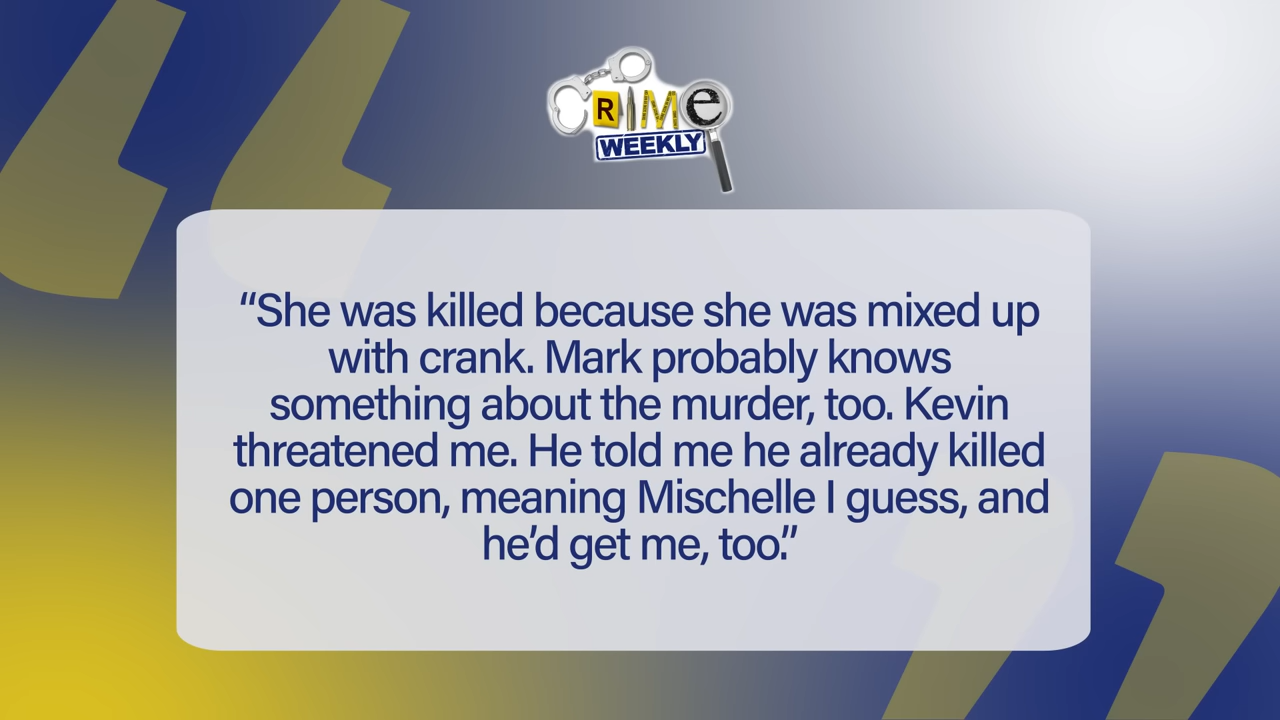 CRIMe
WEEKLY
“She was killed because she was mixed up
with crank. Mark probably knows
something about the murder, too. Kevin
threatened me. He told me he already killed
one person, meaning Mischelle I guess, and
he’d get me, too.”